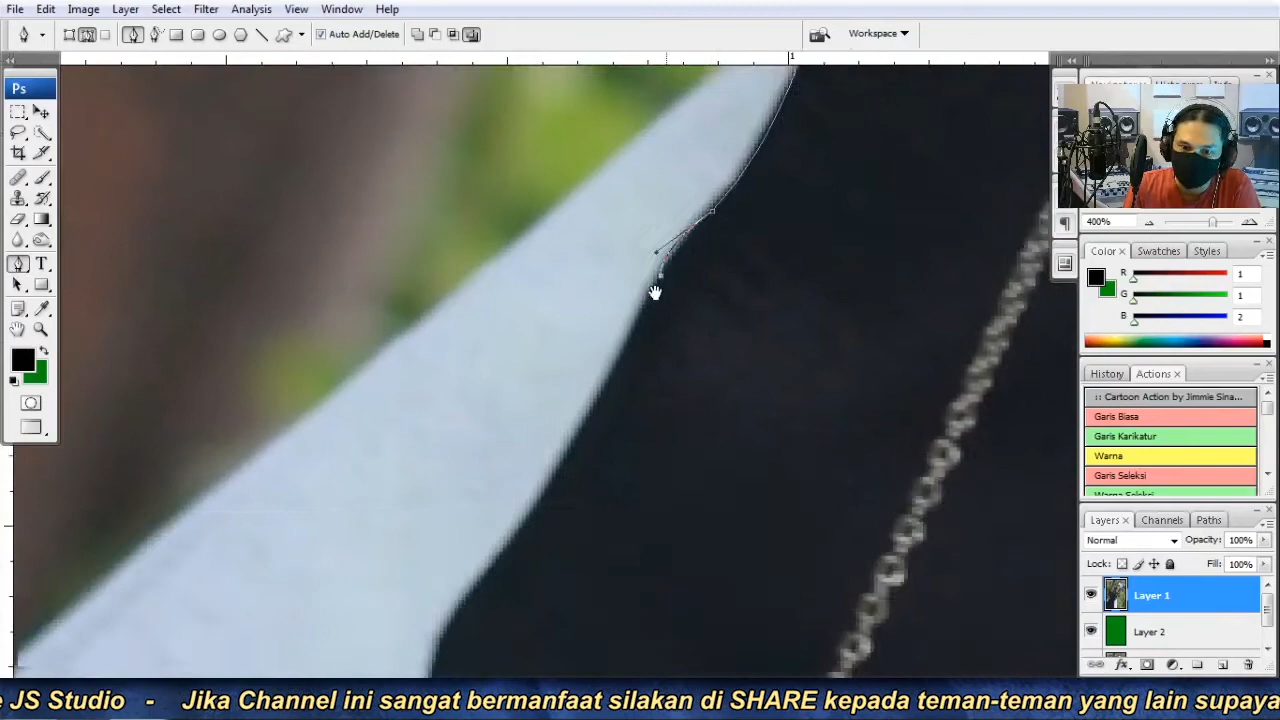 File Edit Image Layer Select Filter Analysis View Window Help
Auto Add/Delete
Workspace
1
Ps
400%
Color Swatches Styles
R 1
G 1
B 2
History Actions
:: Cartoon Action by Jimmie Sina...
Garis Biasa
Garis Karikatur
Warna
Garis Seleksi
Warna Seleksi
Layers Channels Paths
Normal Opacity: 100%
Lock: Fill: 100%
Layer 1
Layer 2
e JS Studio - Jika Channel ini sangat bermanfaat silakan di SHARE kepada teman-teman yang lain supaya